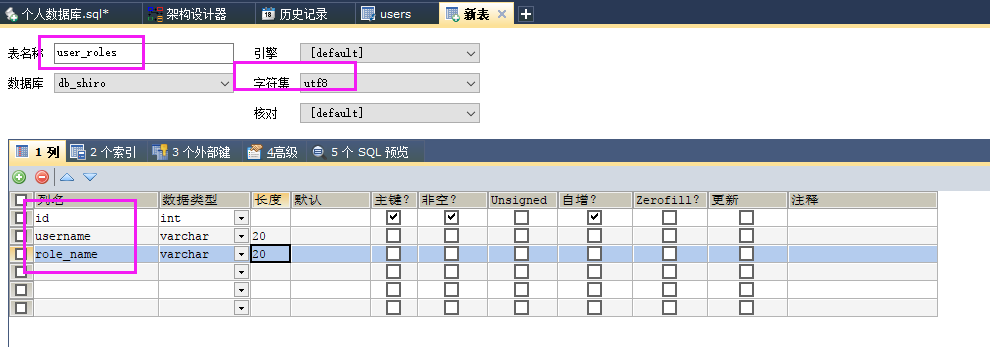 个人数据库.sql* 架构设计器 历史记录 users 新表
表名称 user_roles 引擎 [default]
数据库 db_shiro 字符集 utf8
核对 [default]
1 列 2 个索引 3 个外部键 4高级 5 个 SQL 预览
列名 数据类型 长度 默认 主键? 非空? Unsigned 自增? Zerofill? 更新 注释
id int
username varchar 20
role_name varchar 20